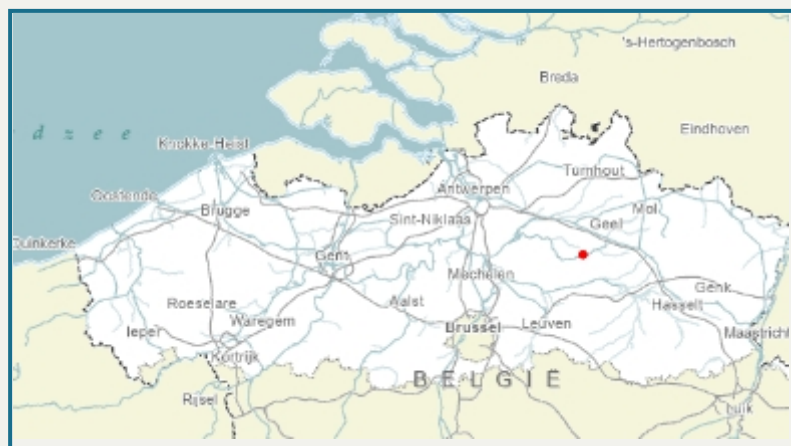 's-Hertogenbosch
Breda
d z e e
Eindhoven
Knokke-Heist
Turnhout
Antwerpen
Oostende
Mol
Brugge
Sint-Niklaas
Geel
Duinkerke
Gent
Mechelen
Genk
Roeselare
Aalst
Hasselt
Waregem
Ieper
Brussel
Leuven
Maastricht
Kortrijk
BELGIË
Rijsel
Luik